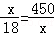 x/18 = 450/x